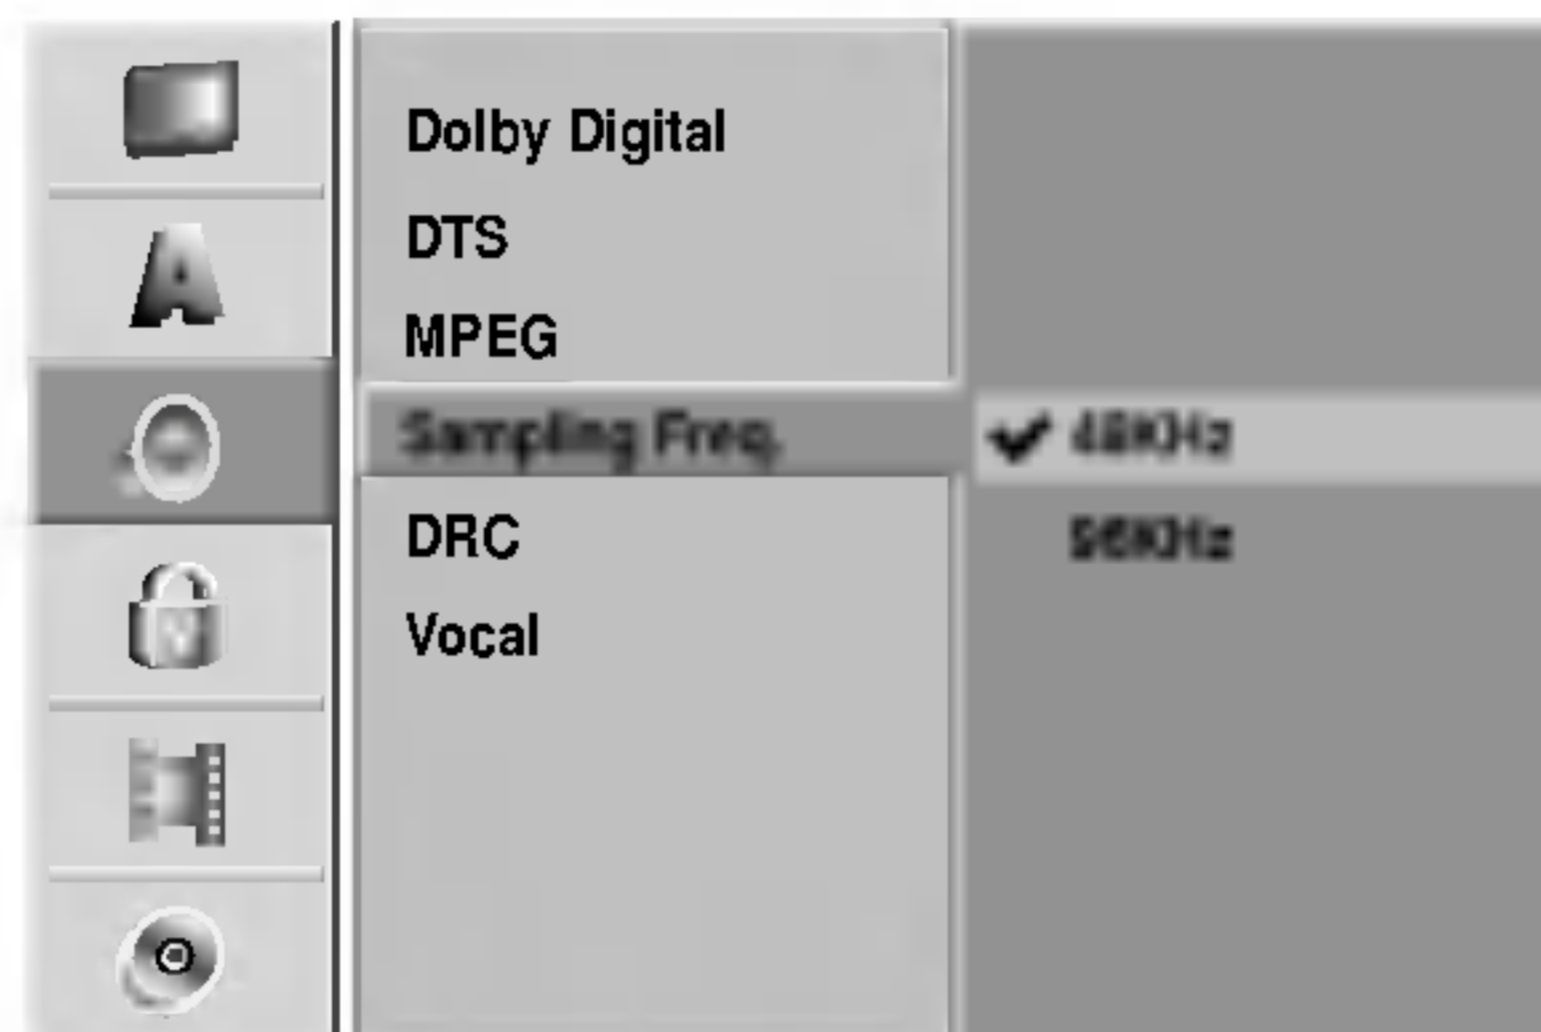 Dolby Digital
DTS
MPEG
Sampling Freq.
48KHz
96KHz
DRC
Vocal